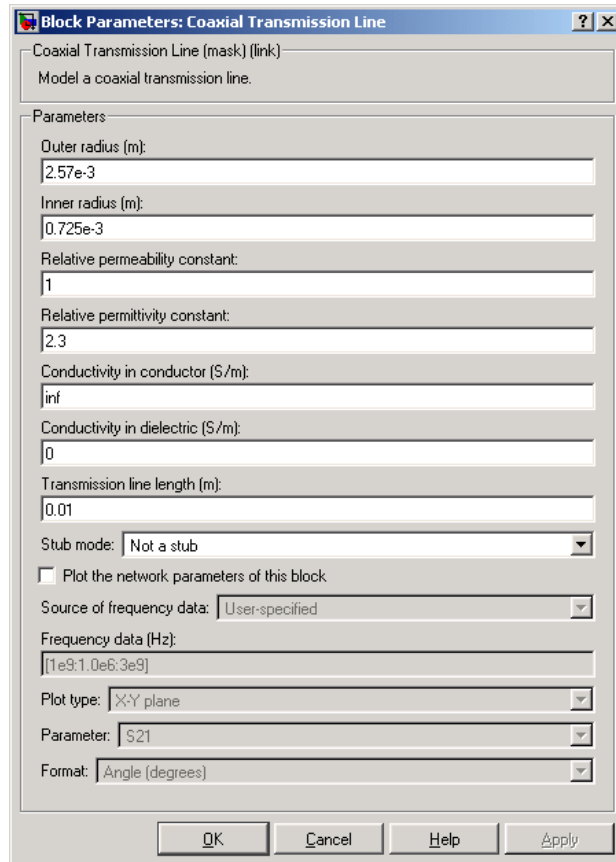 Block Parameters: Coaxial Transmission Line
Coaxial Transmission Line (mask) (link)
Model a coaxial transmission line.
Parameters
Outer radius (m):
2.57e-3
Inner radius (m):
0.725e-3
Relative permeability constant:
1
Relative permittivity constant:
2.3
Conductivity in conductor (S/m):
inf
Conductivity in dielectric (S/m):
0
Transmission line length (m):
0.01
Stub mode: Not a stub
Plot the network parameters of this block
Source of frequency data: User-specified
Frequency data (Hz):
[1e9:1.0e6:3e9]
Plot type: X-Y plane
Parameter: S21
Format: Angle (degrees)
OK Cancel Help Apply